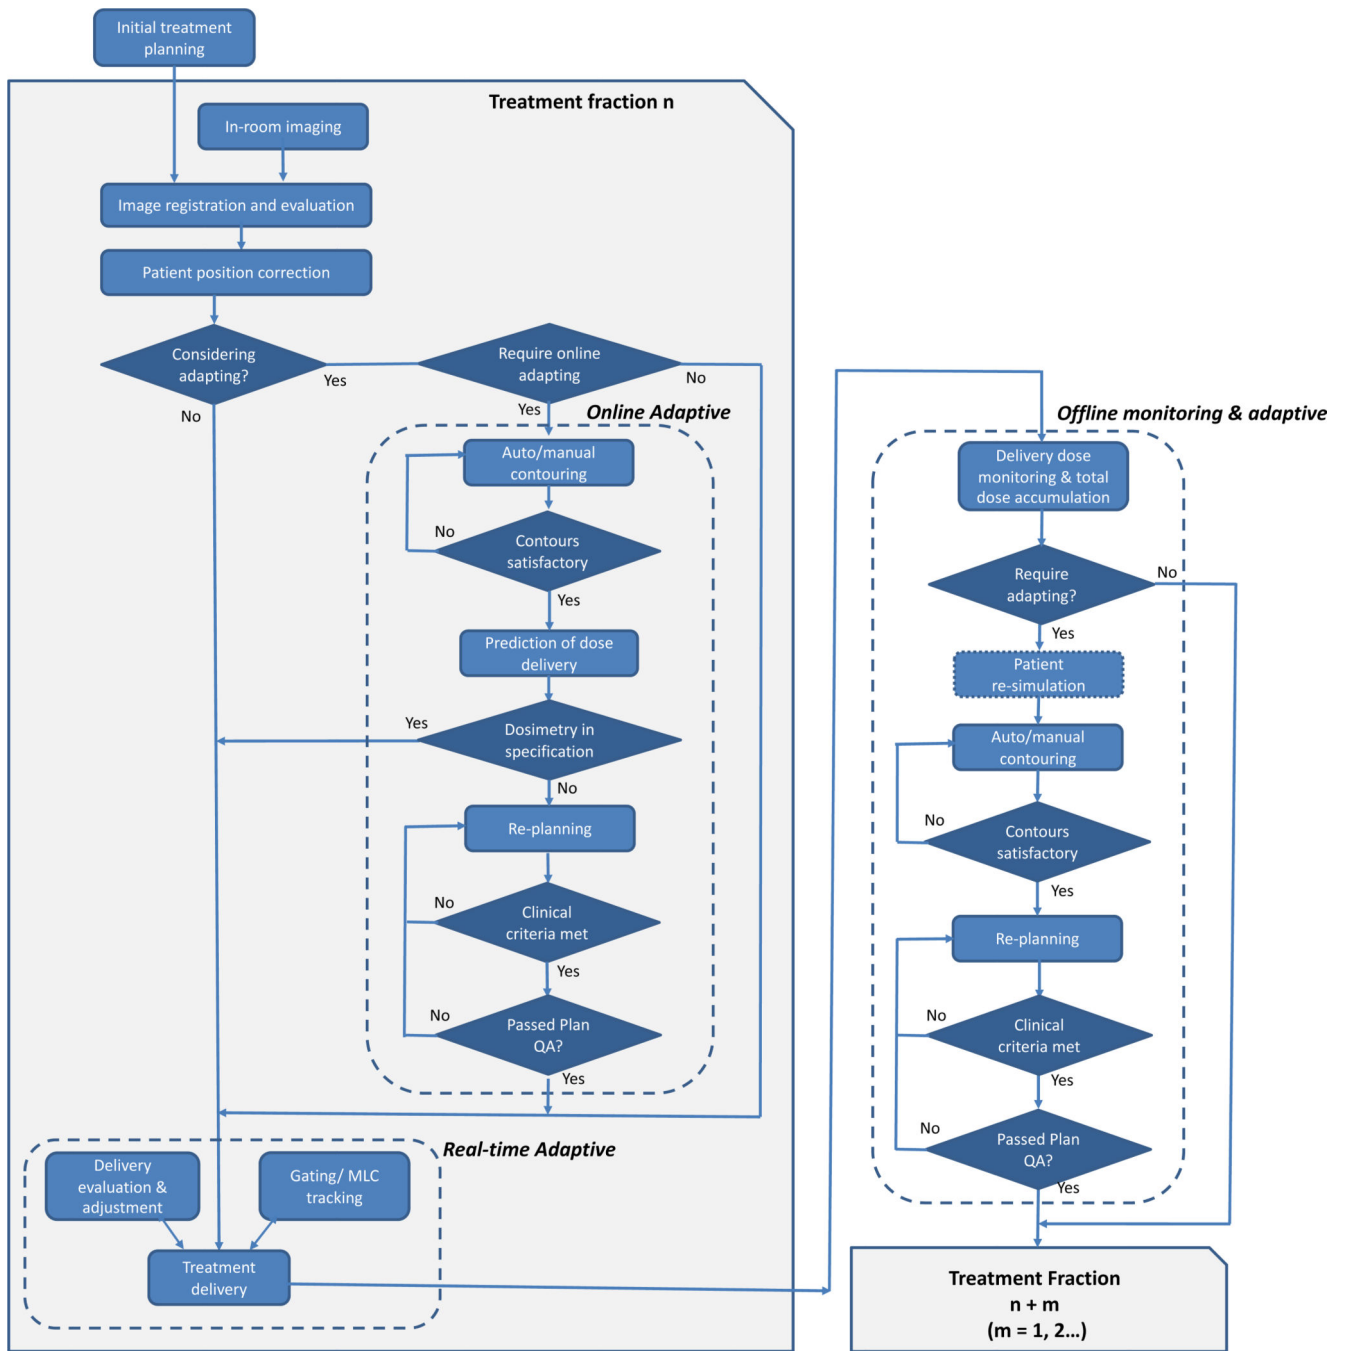 Initial treatment
planning
Treatment fraction n
In-room imaging
Image registration and evaluation
Patient position correction
Considering
adapting?
Yes
No
Require online
adapting
No
Yes
Online Adaptive
Auto/manual
contouring
No
Contours
satisfactory
Yes
Prediction of dose
delivery
Yes
Dosimetry in
specification
No
Re-planning
No
Clinical
criteria met
Yes
No
Passed Plan
QA?
Yes
Real-time Adaptive
Delivery
evaluation &
adjustment
Gating/ MLC
tracking
Treatment
delivery
Offline monitoring & adaptive
Delivery dose
monitoring & total
dose accumulation
Require
adapting?
No
Yes
Patient
re-simulation
Auto/manual
contouring
No
Contours
satisfactory
Yes
Re-planning
No
Clinical
criteria met
Yes
No
Passed Plan
QA?
Yes
Treatment Fraction
n + m
(m = 1, 2...)